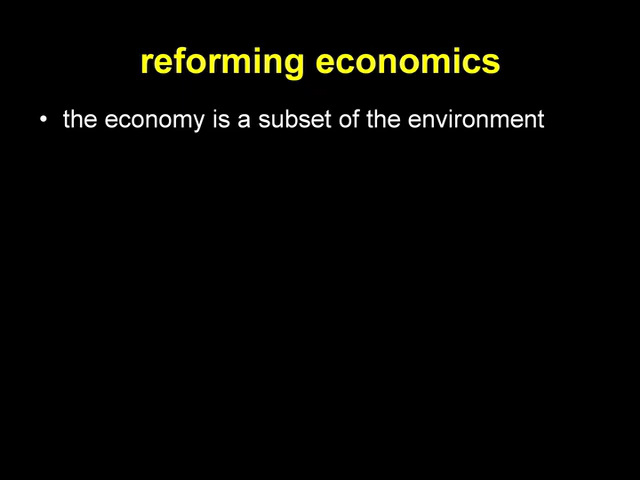 reforming economics
• the economy is a subset of the environment